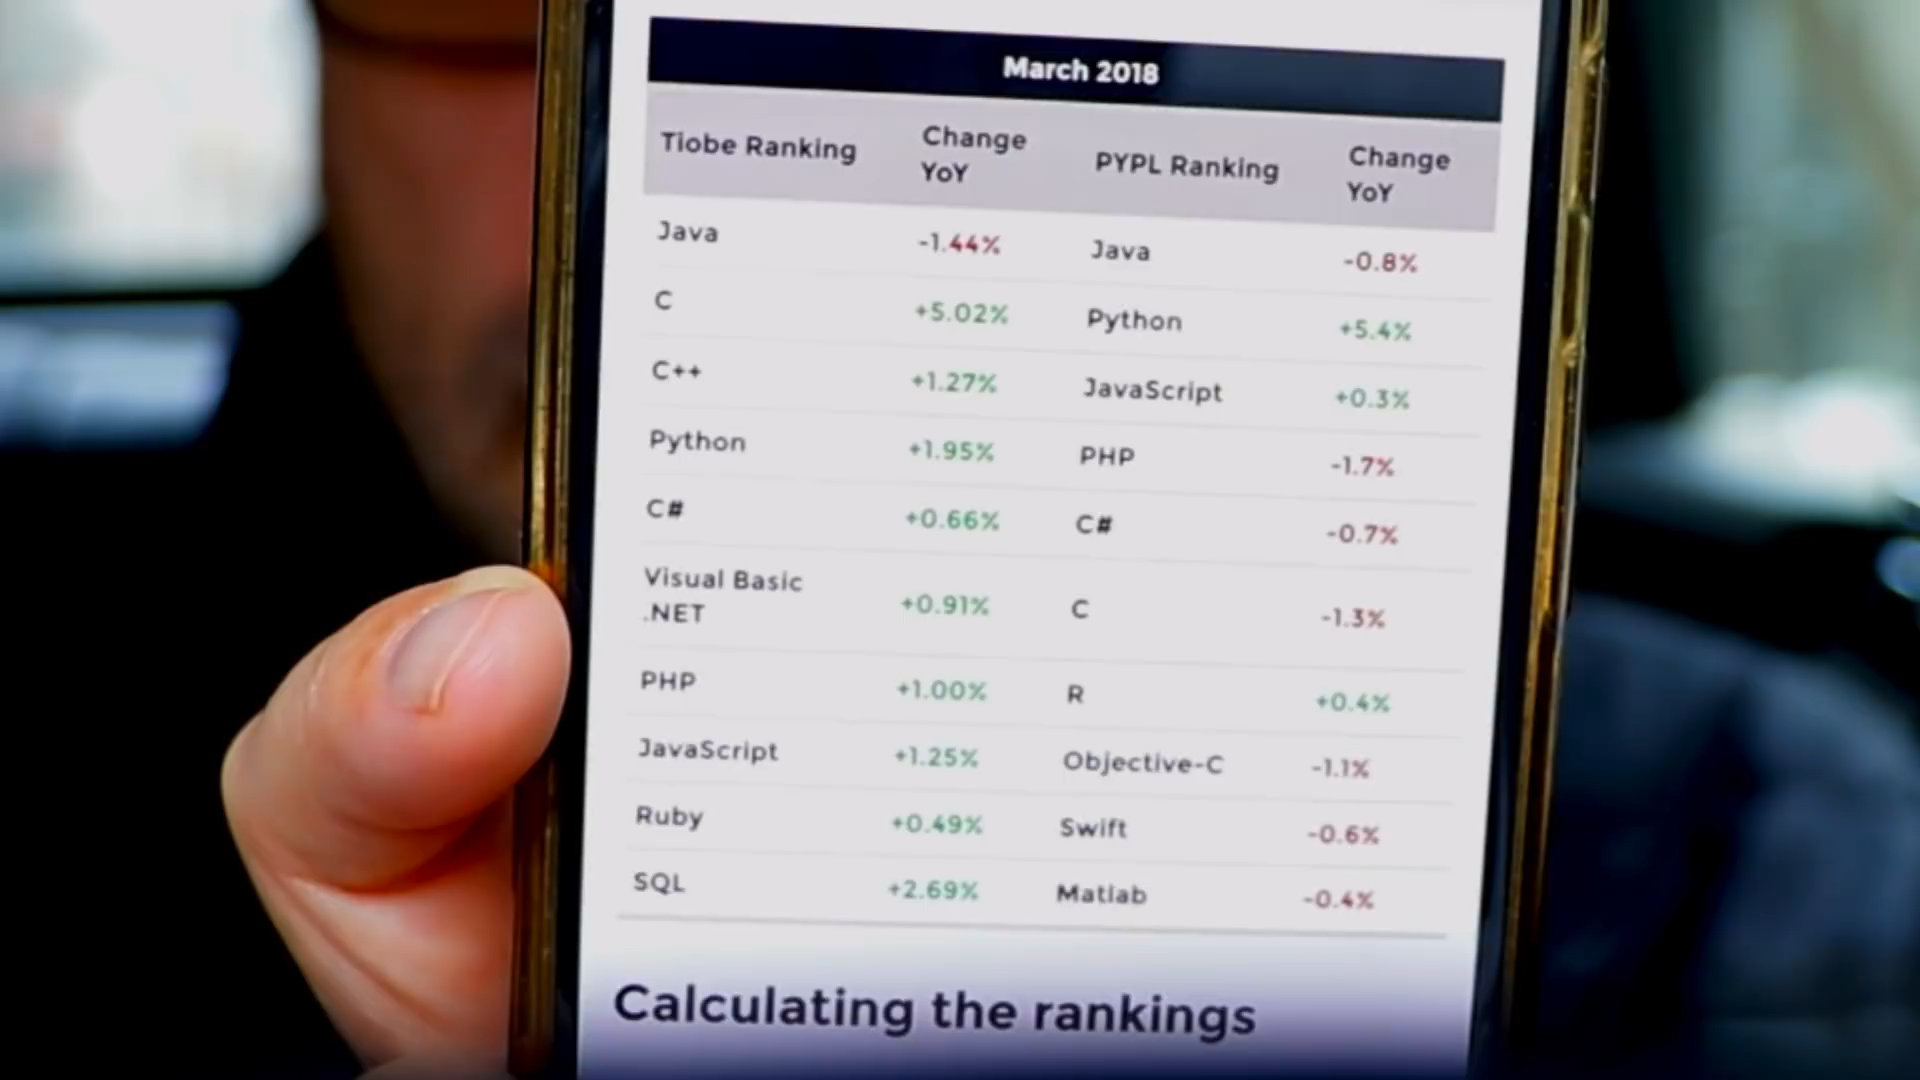 March 2018
Tiobe Ranking Change YoY PYPL Ranking Change YoY
Java -1.44% Java -0.8%
C +5.02% Python +5.4%
C++ +1.27% JavaScript +0.3%
Python +1.95% PHP -1.7%
C# +0.66% C# -0.7%
Visual Basic .NET +0.91% C -1.3%
PHP +1.00% R +0.4%
JavaScript +1.25% Objective-C -1.1%
Ruby +0.49% Swift -0.6%
SQL +2.69% Matlab -0.4%
Calculating the rankings